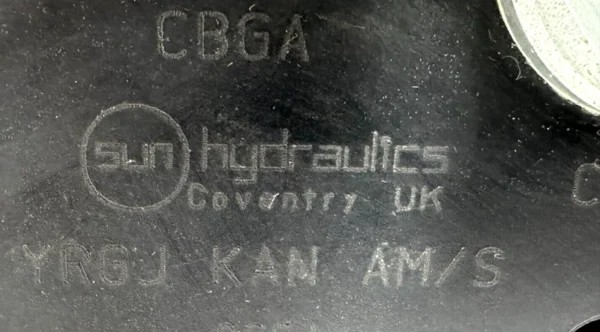 CBGA
sun hydraulics
Coventry UK
YRGJ KAN AM/S